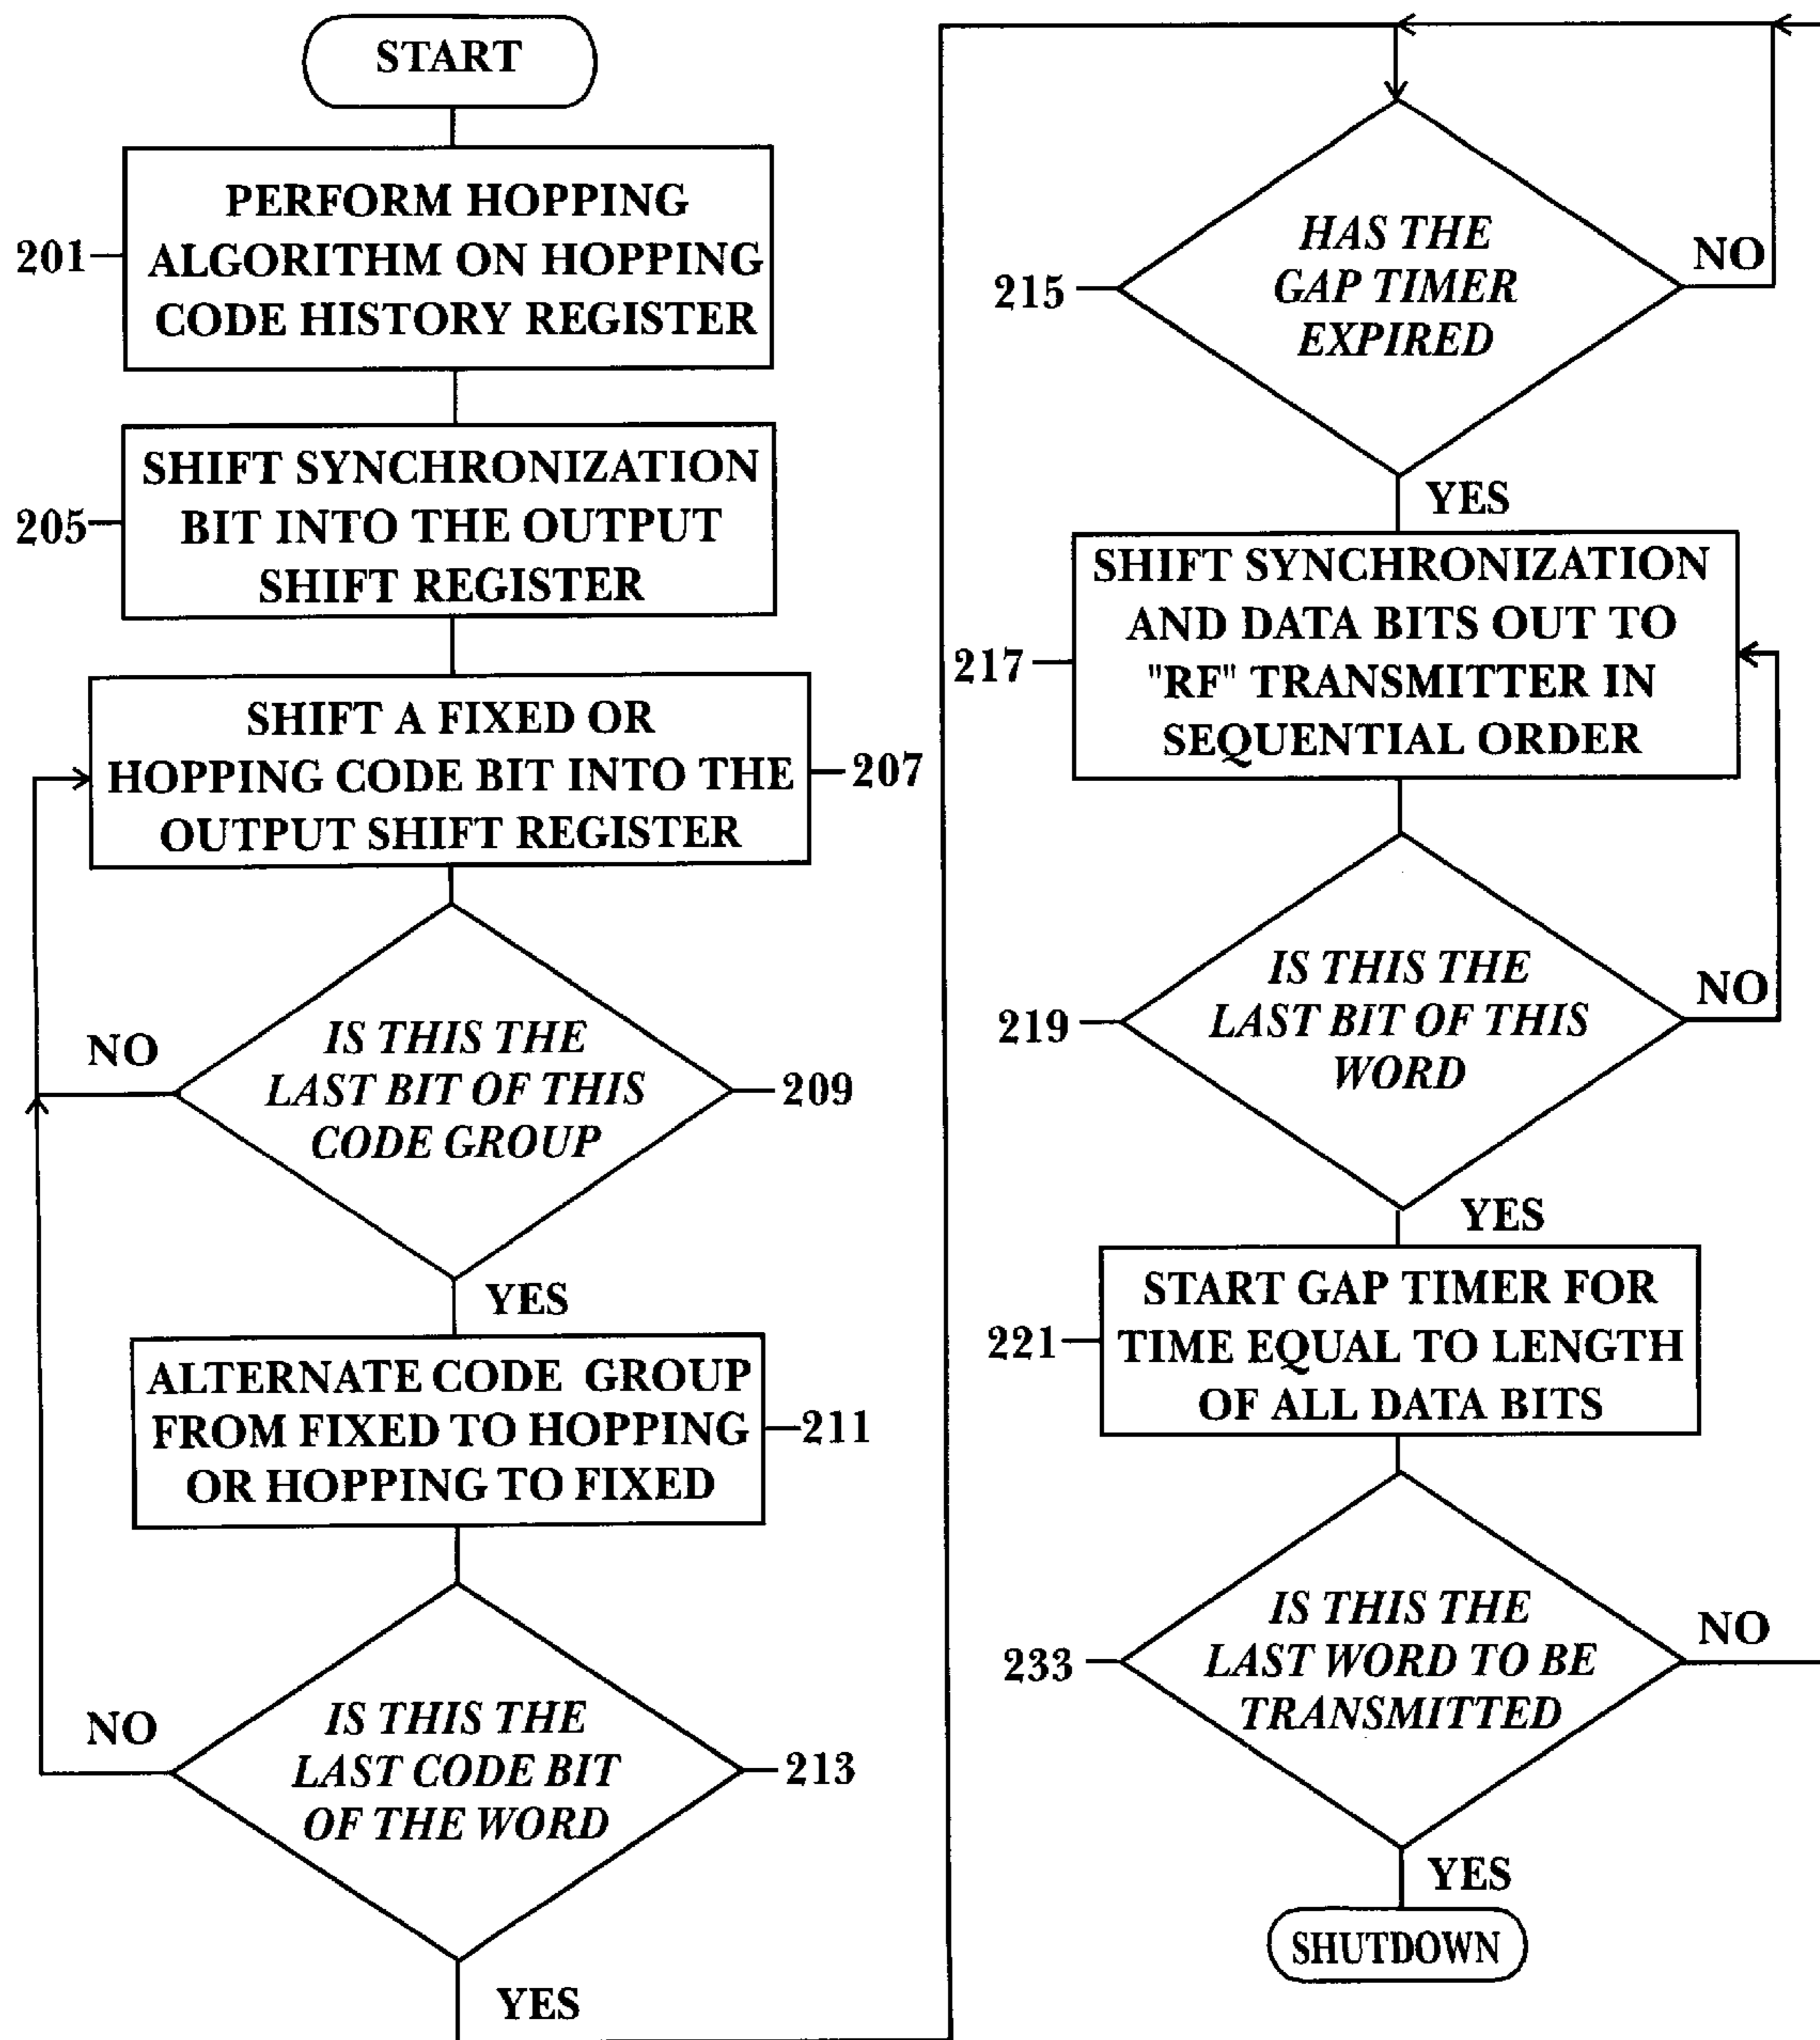 START
201
PERFORM HOPPING
ALGORITHM ON HOPPING
CODE HISTORY REGISTER
205
SHIFT SYNCHRONIZATION
BIT INTO THE OUTPUT
SHIFT REGISTER
SHIFT A FIXED OR
HOPPING CODE BIT INTO THE
OUTPUT SHIFT REGISTER
207
NO
IS THIS THE
LAST BIT OF THIS
CODE GROUP
209
YES
ALTERNATE CODE GROUP
FROM FIXED TO HOPPING
OR HOPPING TO FIXED
211
NO
IS THIS THE
LAST CODE BIT
OF THE WORD
213
YES
215
HAS THE
GAP TIMER
EXPIRED
NO
YES
217
SHIFT SYNCHRONIZATION
AND DATA BITS OUT TO
"RF" TRANSMITTER IN
SEQUENTIAL ORDER
219
IS THIS THE
LAST BIT OF THIS
WORD
NO
YES
221
START GAP TIMER FOR
TIME EQUAL TO LENGTH
OF ALL DATA BITS
233
IS THIS THE
LAST WORD TO BE
TRANSMITTED
NO
YES
SHUTDOWN